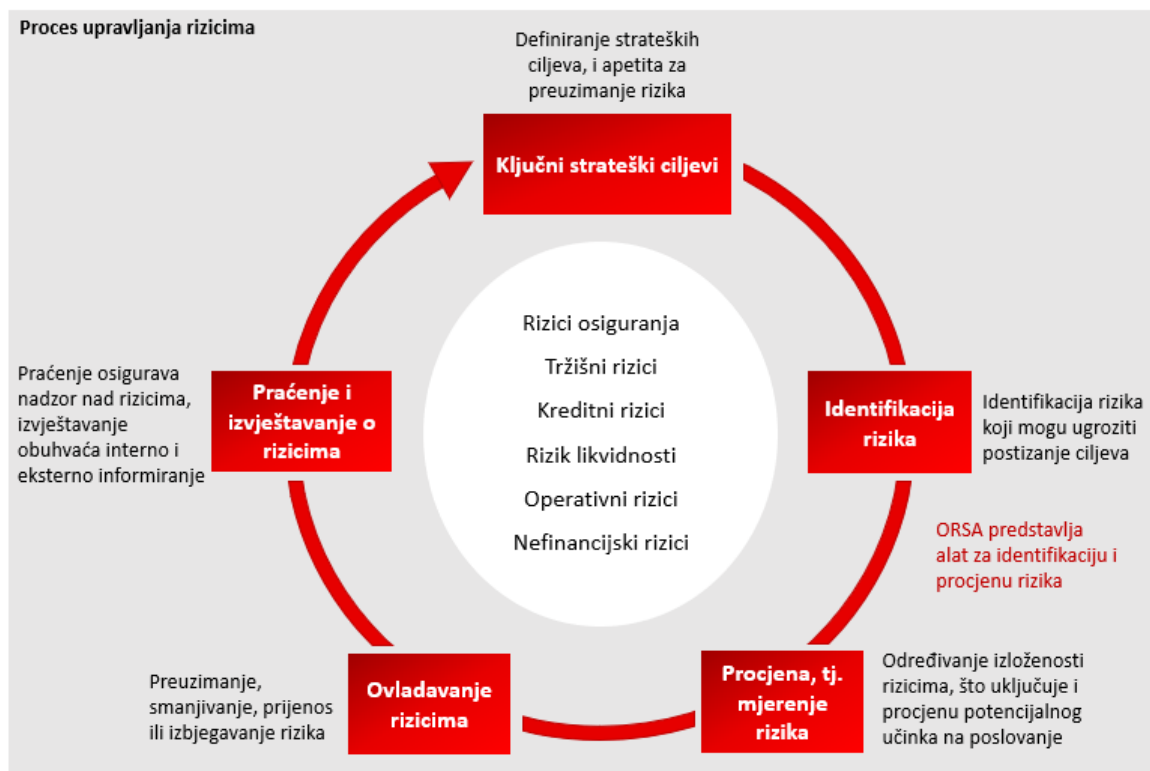 Proces upravljanja rizicima
Definiranje strateških
ciljeva, i apetita za
preuzimanje rizika
Ključni strateški ciljevi
Identifikacija
rizika
Identifikacija rizika
koji mogu ugroziti
postizanje ciljeva
ORSA predstavlja
alat za identifikaciju i
procjenu rizika
Procjena, tj.
mjerenje
rizika
Određivanje izloženosti
rizicima, što uključuje i
procjenu potencijalnog
učinka na poslovanje
Ovladavanje
rizicima
Preuzimanje,
smanjivanje, prijenos
ili izbjegavanje rizika
Praćenje i
izvještavanje o
rizicima
Praćenje osigurava
nadzor nad rizicima,
izvještavanje
obuhvaća interno i
eksterno informiranje
Rizici osiguranja
Tržišni rizici
Kreditni rizici
Rizik likvidnosti
Operativni rizici
Nefinancijski rizici